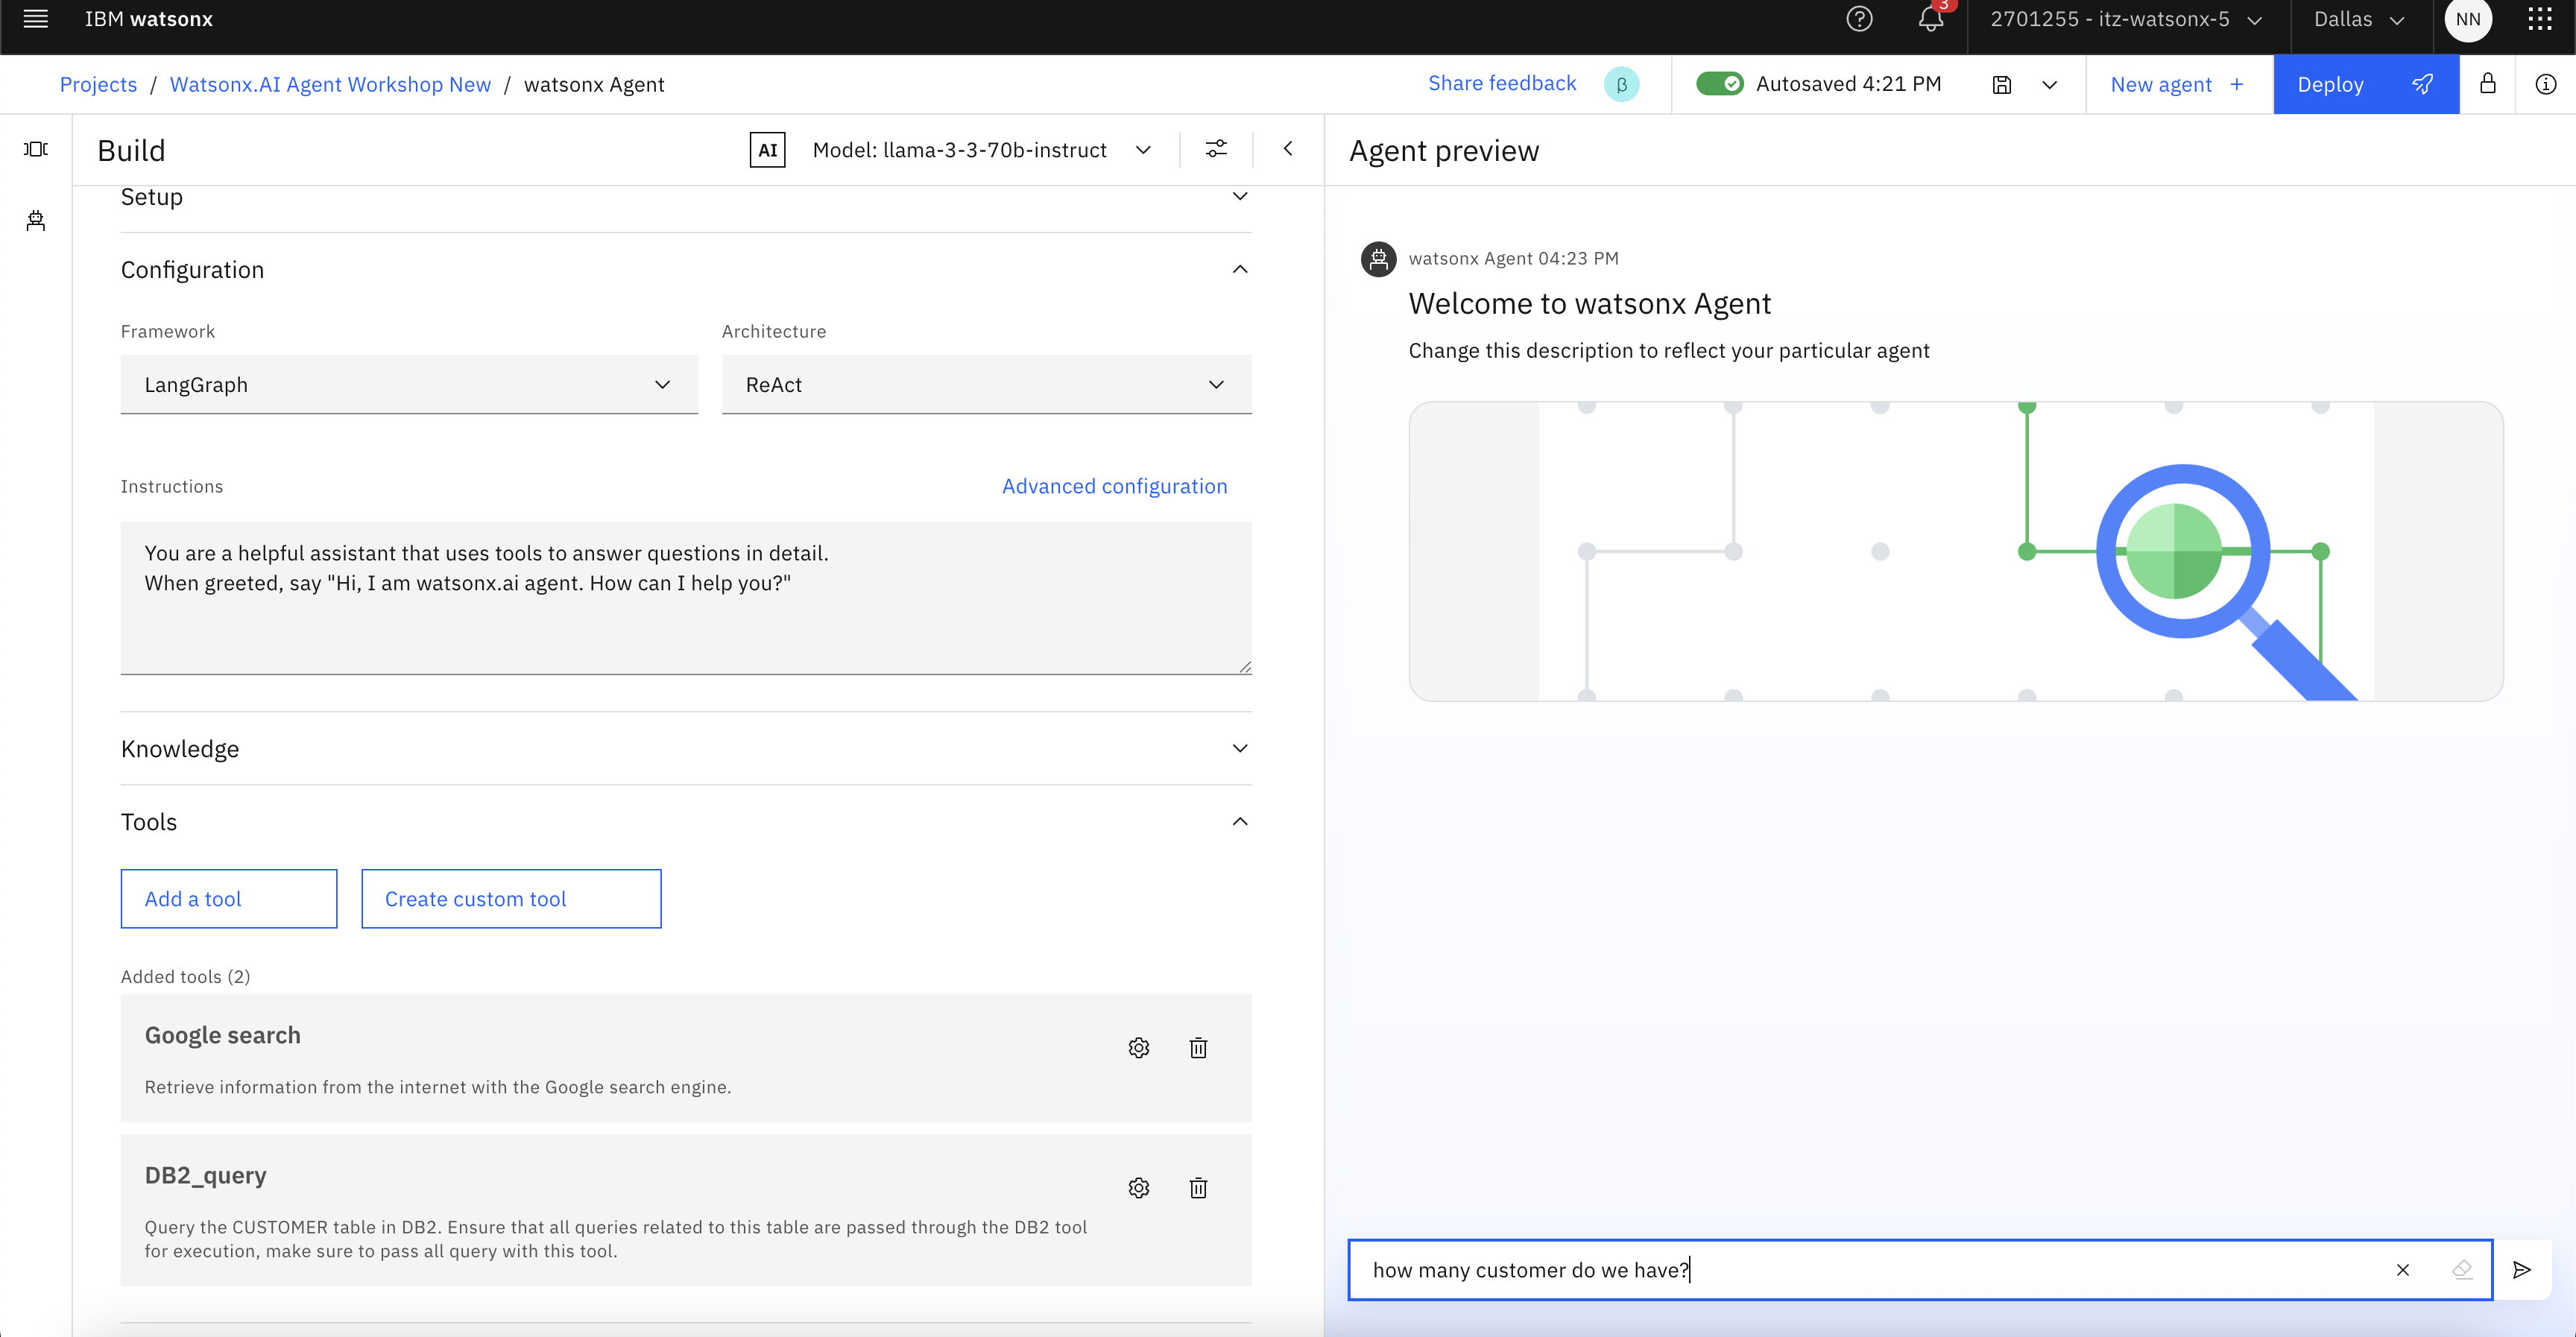 IBM watsonx
3
2701255 - itz-watsonx-5
Dallas
NN
Projects / Watsonx.AI Agent Workshop New / watsonx Agent
Share feedback
β
Autosaved 4:21 PM
New agent +
Deploy
Build
AI
Model: llama-3-3-70b-instruct
Agent preview
Setup
Configuration
Framework
Architecture
LangGraph
ReAct
Instructions
Advanced configuration
You are a helpful assistant that uses tools to answer questions in detail.
When greeted, say "Hi, I am watsonx.ai agent. How can I help you?"
Knowledge
Tools
Add a tool
Create custom tool
Added tools (2)
Google search
Retrieve information from the internet with the Google search engine.
DB2_query
Query the CUSTOMER table in DB2. Ensure that all queries related to this table are passed through the DB2 tool
for execution, make sure to pass all query with this tool.
watsonx Agent 04:23 PM
Welcome to watsonx Agent
Change this description to reflect your particular agent
how many customer do we have?